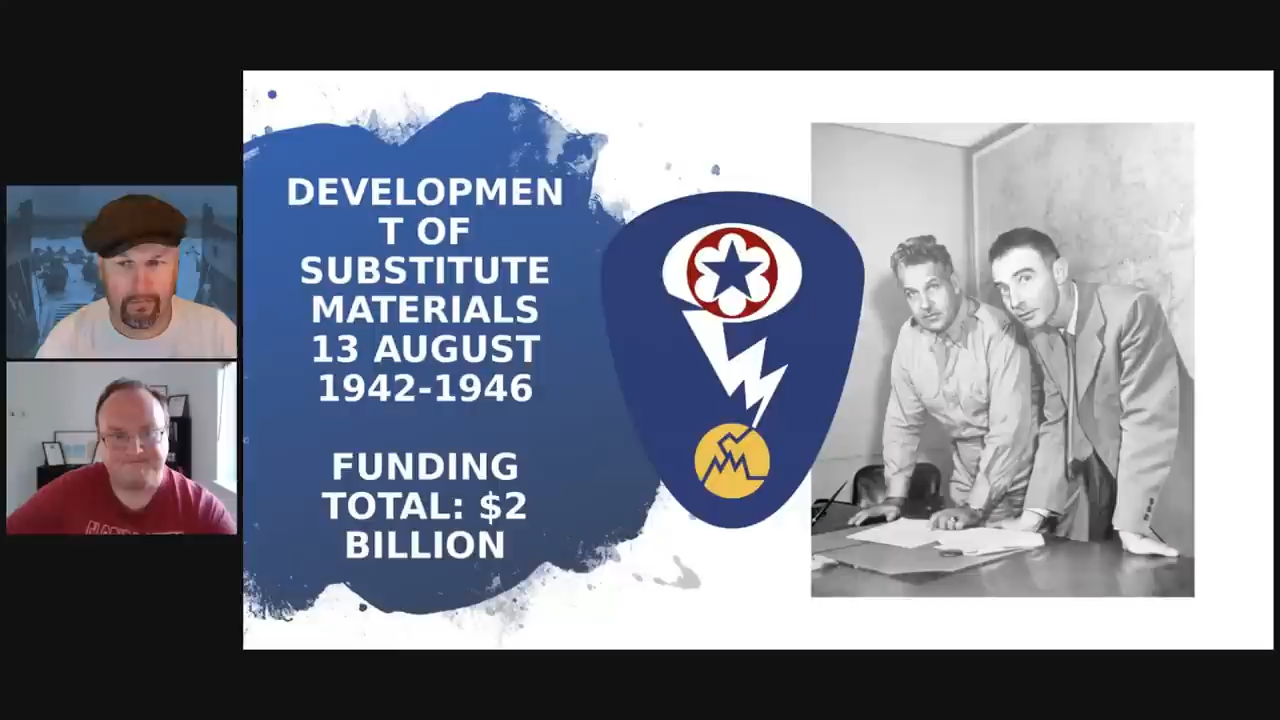 DEVELOPMEN
T OF
SUBSTITUTE
MATERIALS
13 AUGUST
1942-1946
FUNDING
TOTAL: $2
BILLION